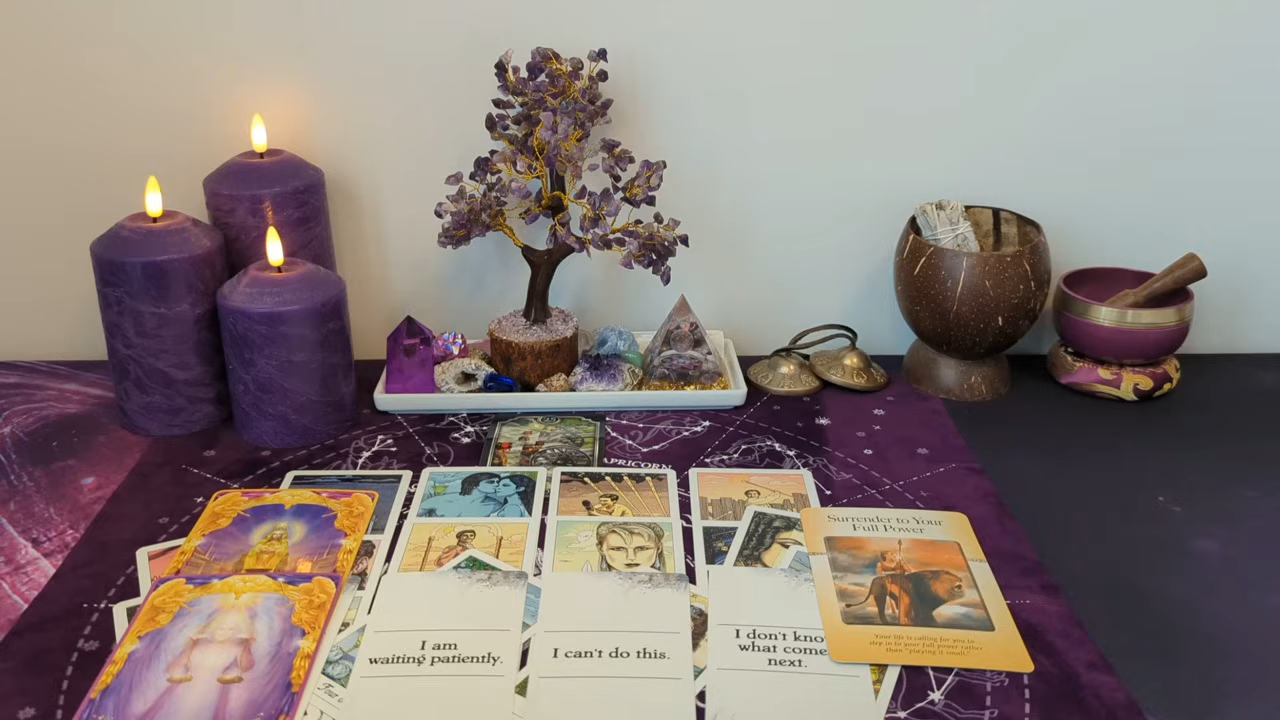 APRICORN
I am
waiting patiently.
I can't do this.
I don't kno
what come
next.
Surrender to Your
Full Power
Your life is calling for you to
step in to your full power rather
than "playing it small."